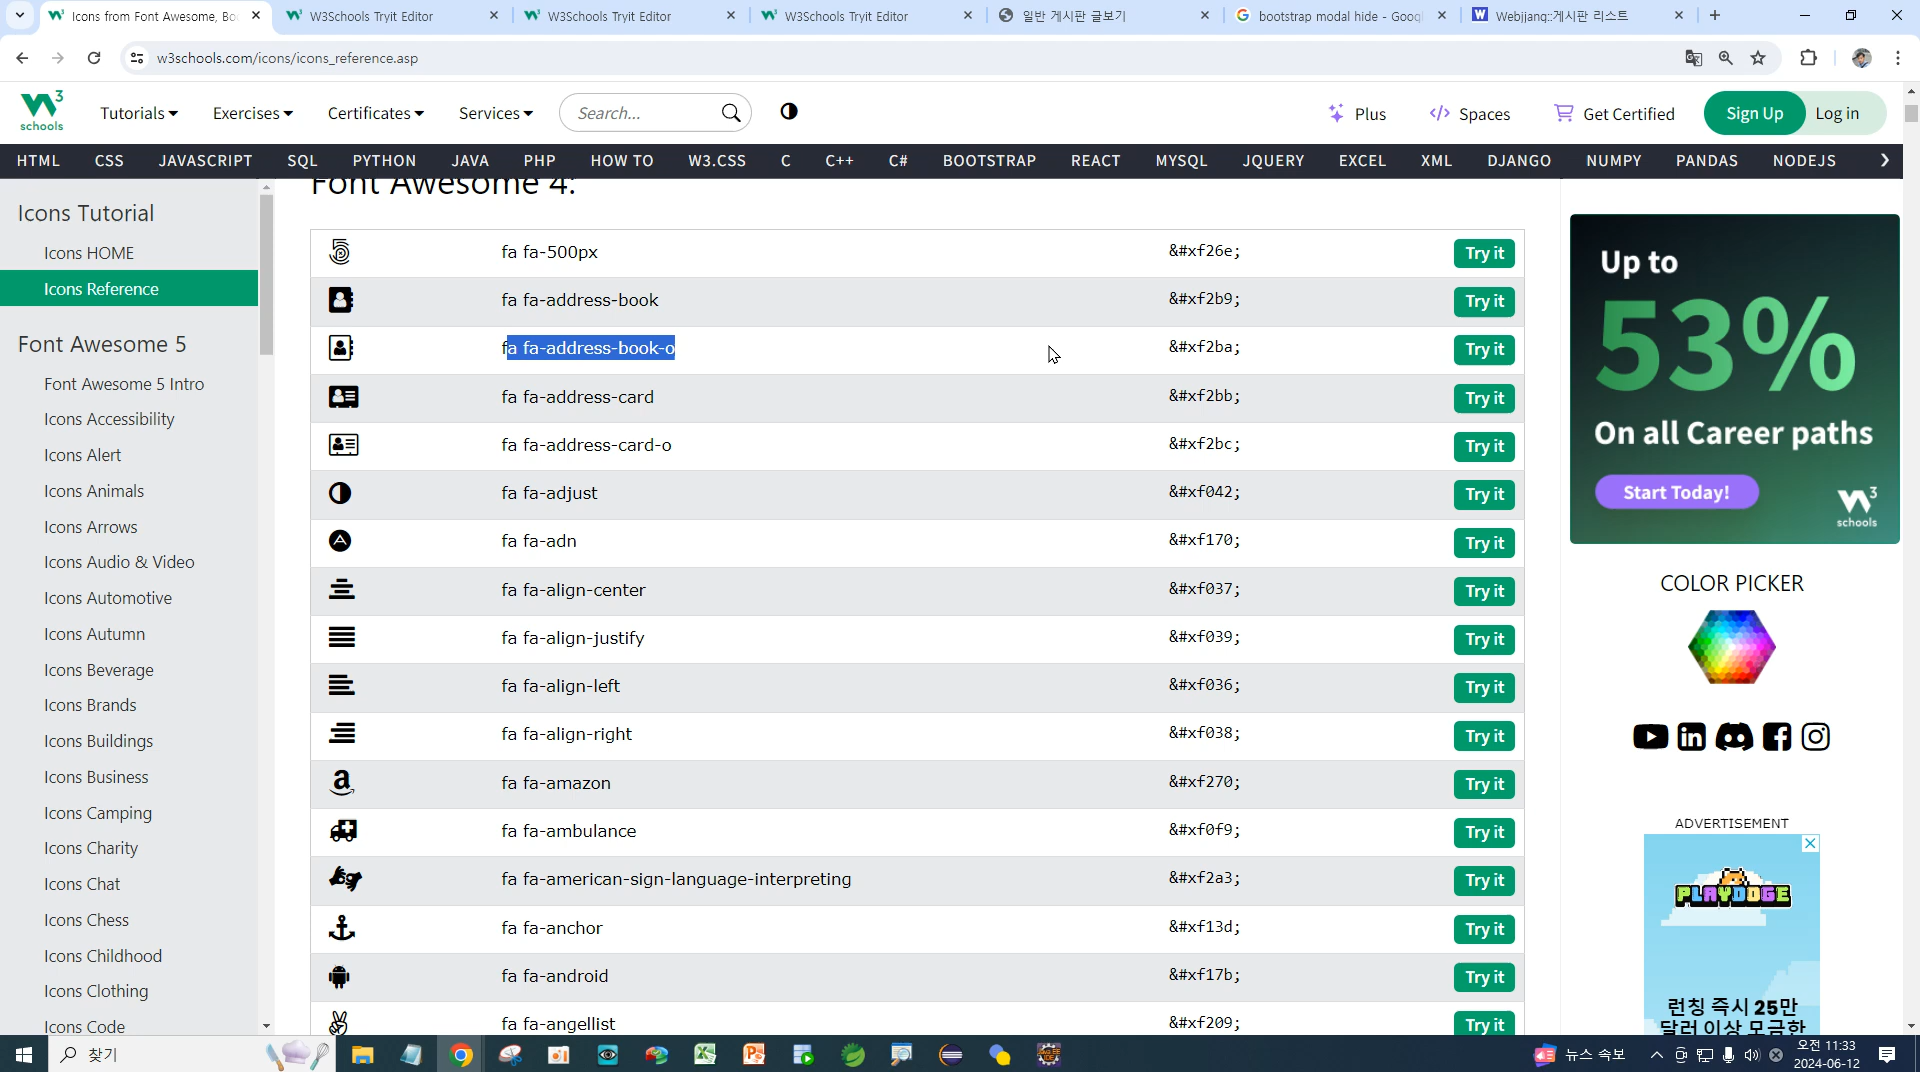 Icons from Font Awesome, Bo
W3Schools Tryit Editor
W3Schools Tryit Editor
W3Schools Tryit Editor
일반 게시판 글보기
bootstrap modal hide - Goog
Webjjang::게시판 리스트
w3schools.com/icons/icons_reference.asp
3
schools
Tutorials
Exercises
Certificates
Services
Search...
Plus
Spaces
Get Certified
Sign Up
Log in
HTML CSS JAVASCRIPT SQL PYTHON JAVA PHP HOW TO W3.CSS C C++ C# BOOTSTRAP REACT MYSQL JQUERY EXCEL XML DJANGO NUMPY PANDAS NODEJS
Icons Tutorial
Icons HOME
Icons Reference
Font Awesome 5
Font Awesome 5 Intro
Icons Accessibility
Icons Alert
Icons Animals
Icons Arrows
Icons Audio & Video
Icons Automotive
Icons Autumn
Icons Beverage
Icons Brands
Icons Buildings
Icons Business
Icons Camping
Icons Charity
Icons Chat
Icons Chess
Icons Childhood
Icons Clothing
Icons Code
Font Awesome 4:
fa fa-500px &#xf26e; Try it
fa fa-address-book &#xf2b9; Try it
fa fa-address-book-o &#xf2ba; Try it
fa fa-address-card &#xf2bb; Try it
fa fa-address-card-o &#xf2bc; Try it
fa fa-adjust &#xf042; Try it
fa fa-adn &#xf170; Try it
fa fa-align-center &#xf037; Try it
fa fa-align-justify &#xf039; Try it
fa fa-align-left &#xf036; Try it
fa fa-align-right &#xf038; Try it
fa fa-amazon &#xf270; Try it
fa fa-ambulance &#xf0f9; Try it
fa fa-american-sign-language-interpreting &#xf2a3; Try it
fa fa-anchor &#xf13d; Try it
fa fa-android &#xf17b; Try it
fa fa-angellist &#xf209; Try it
Up to
53%
On all Career paths
Start Today!
3
schools
COLOR PICKER
ADVERTISEMENT
PLAYDOGE
런칭 즉시 25만
달러 이상 모금한
찾기
뉴스 속보
오전 11:33
2024-06-12